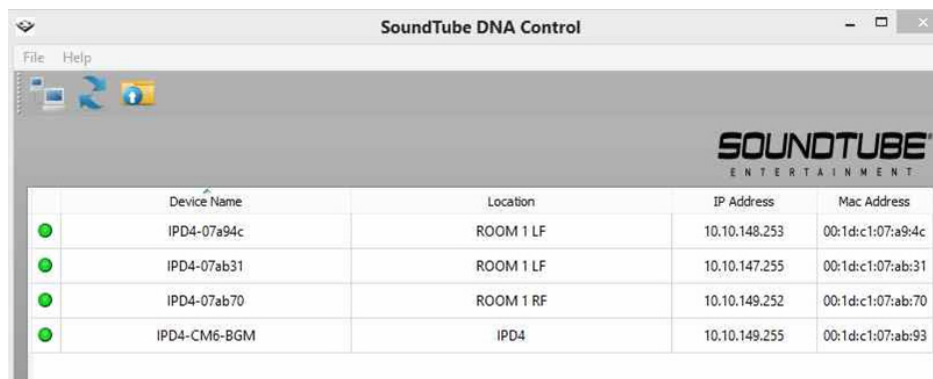 SoundTube DNA Control
File Help
SOUNDTUBE
ENTERTAINMENT
Device Name Location IP Address Mac Address
IPD4-07a94c ROOM 1 LF 10.10.148.253 00:1d:c1:07:a9:4c
IPD4-07ab31 ROOM 1 LF 10.10.147.255 00:1d:c1:07:ab:31
IPD4-07ab70 ROOM 1 RF 10.10.149.252 00:1d:c1:07:ab:70
IPD4-CM6-BGM IPD4 10.10.149.255 00:1d:c1:07:ab:93